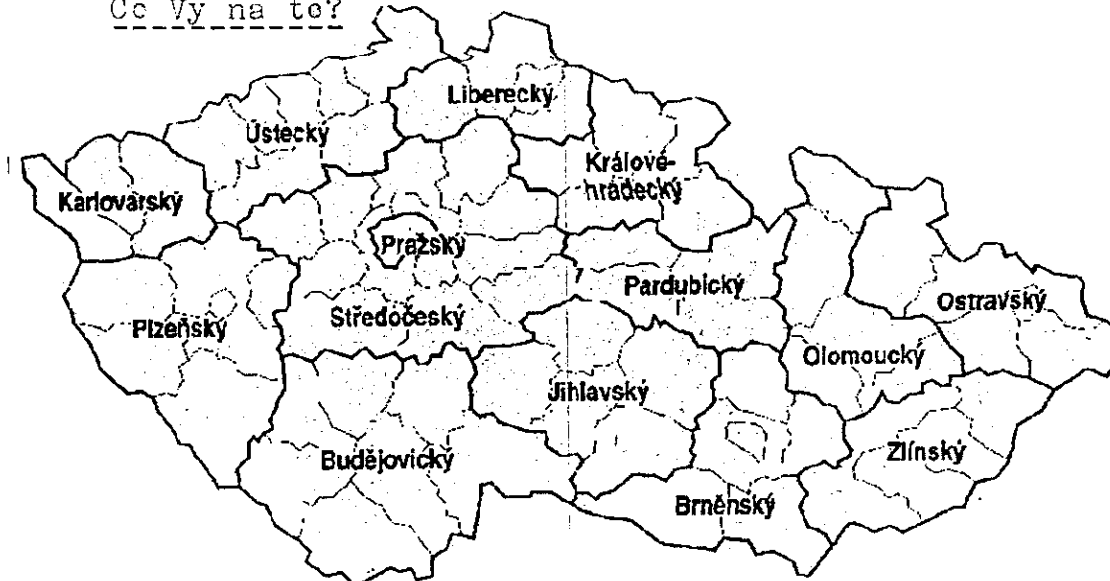 Co Vy na to?
Liberecký
Ústecký
Králové-
hradecký
Karlovarský
Pražský
Pardubický
Ostravský
Středočeský
Plzeňský
Olomoucký
Jihlavský
Zlínský
Budějovický
Brněnský